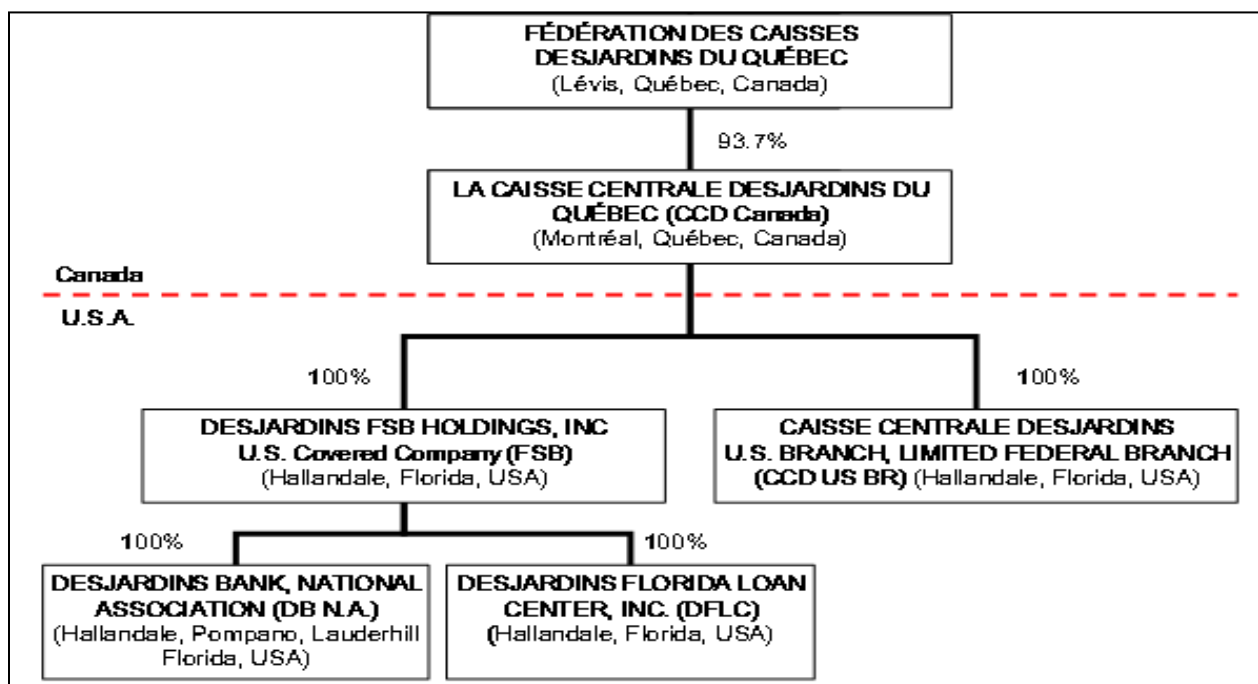 FÉDÉRATION DES CAISSES
DESJARDINS DU QUÉBEC
(Lévis, Québec, Canada)
93.7%
LA CAISSE CENTRALE DESJARDINS DU
QUÉBEC (CCD Canada)
(Montréal, Québec, Canada)
Canada
U.S.A.
100%
100%
DESJARDINS FSB HOLDINGS, INC
U.S. Covered Company (FSB)
(Hallandale, Florida, USA)
CAISSE CENTRALE DESJARDINS
U.S. BRANCH, LIMITED FEDERAL BRANCH
(CCD US BR) (Hallandale, Florida, USA)
100%
100%
DESJARDINS BANK, NATIONAL
ASSOCIATION (DB N.A.)
(Hallandale, Pompano, Lauderhill
Florida, USA)
DESJARDINS FLORIDA LOAN
CENTER, INC. (DFLC)
(Hallandale, Florida, USA)